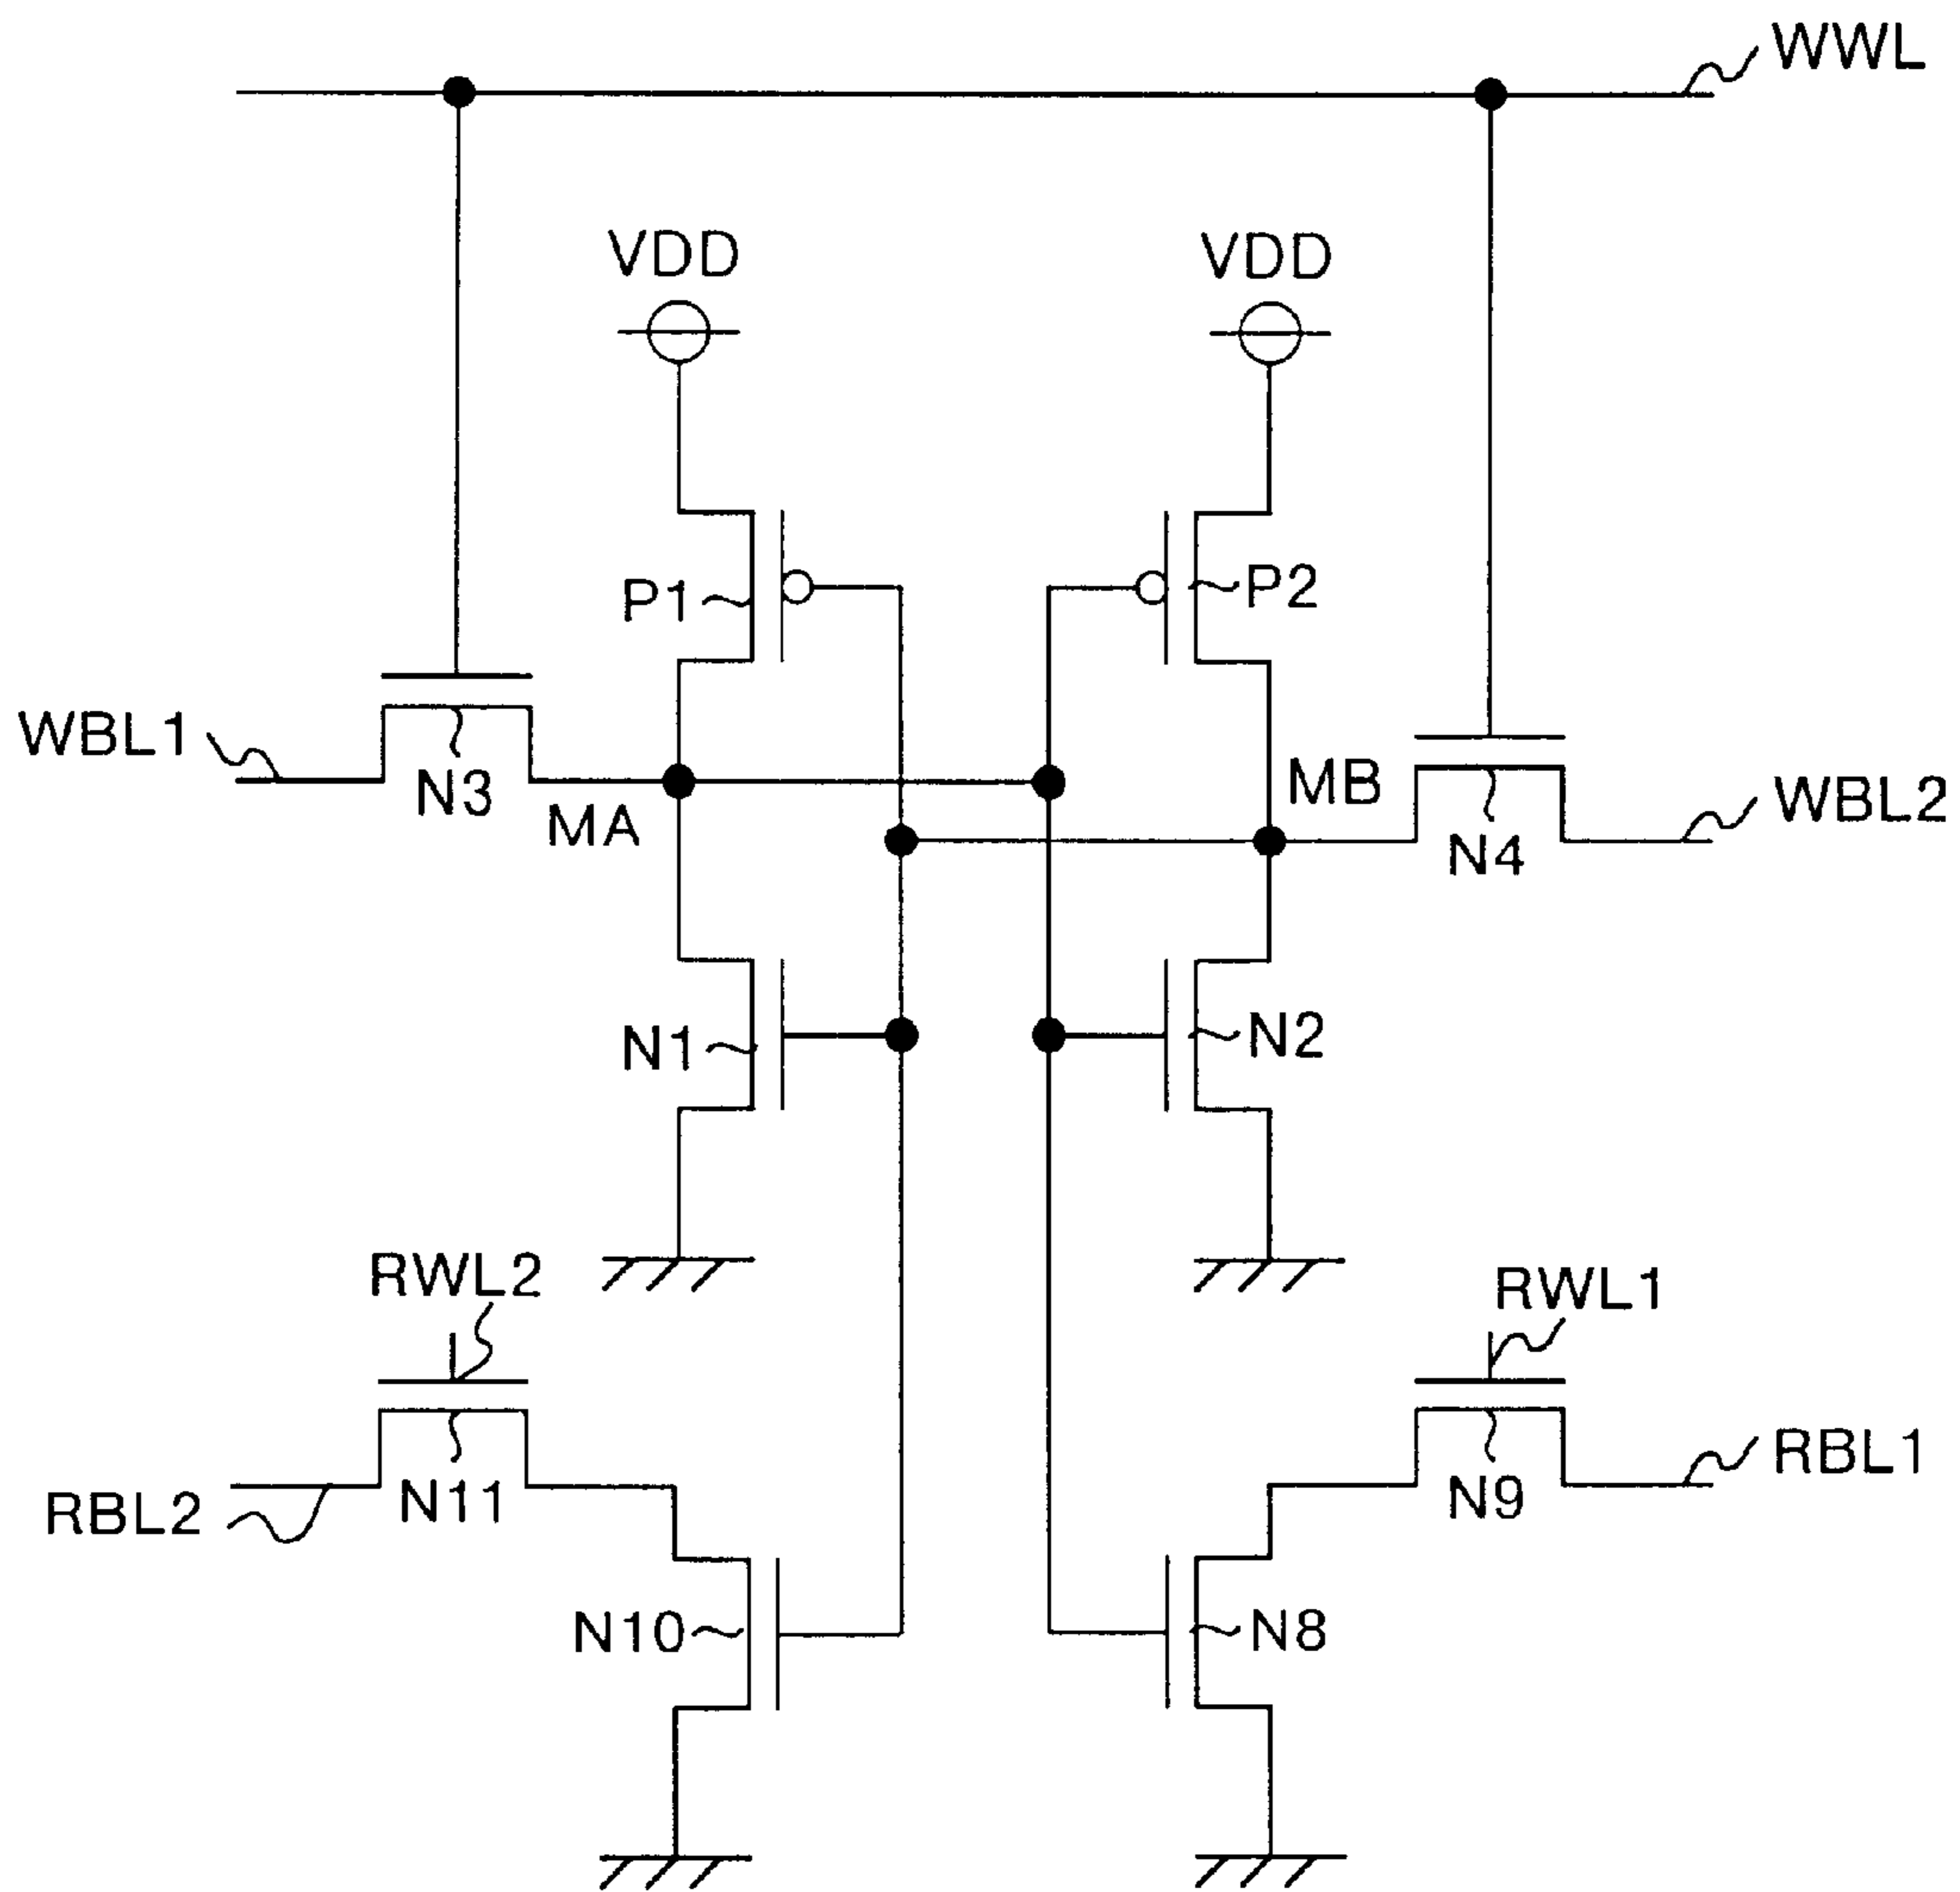 WWL
VDD
VDD
P1
P2
WBL1
N3
MA
MB
WBL2
N4
N1
N2
RWL2
RWL1
RBL2
N11
N9
RBL1
N10
N8